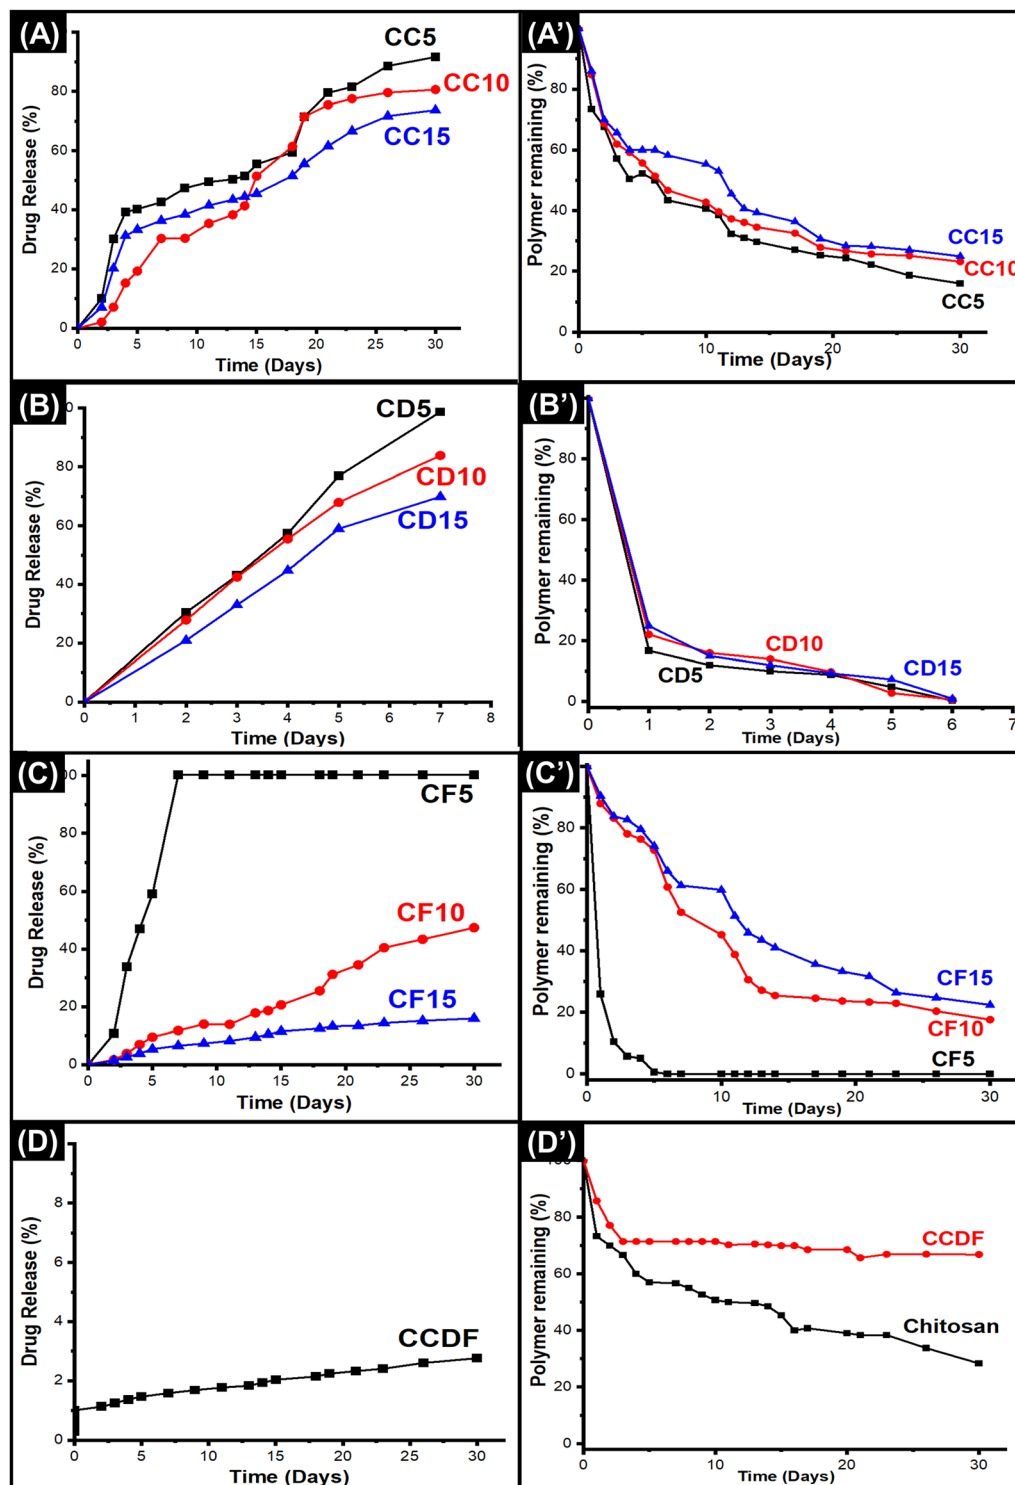 (A)
CC5
CC10
CC15
Drug Release (%)
80
60
40
20
0
0 5 10 15 20 25 30
Time (Days)
(A’)
Polymer remaining (%)
80
60
40
20
0
CC15
CC10
CC5
0 10 20 30
Time (Days)
(B)
CD5
CD10
CD15
Drug Release (%)
80
60
40
20
0
0 1 2 3 4 5 6 7 8
Time (Days)
(B’)
Polymer remaining (%)
80
60
40
20
0
CD10
CD15
CD5
0 1 2 3 4 5 6 7
Time (Days)
(C)
CF5
CF10
CF15
Drug Release (%)
80
60
40
20
0
0 5 10 15 20 25 30
Time (Days)
(C’)
Polymer remaining (%)
80
60
40
20
0
CF15
CF10
CF5
0 10 20 30
Time (Days)
(D)
Drug Release (%)
8
6
4
2
0
CCDF
0 5 10 15 20 25 30
Time (Days)
(D’)
Polymer remaining (%)
80
60
40
20
0
CCDF
Chitosan
0 10 20 30
Time (Days)